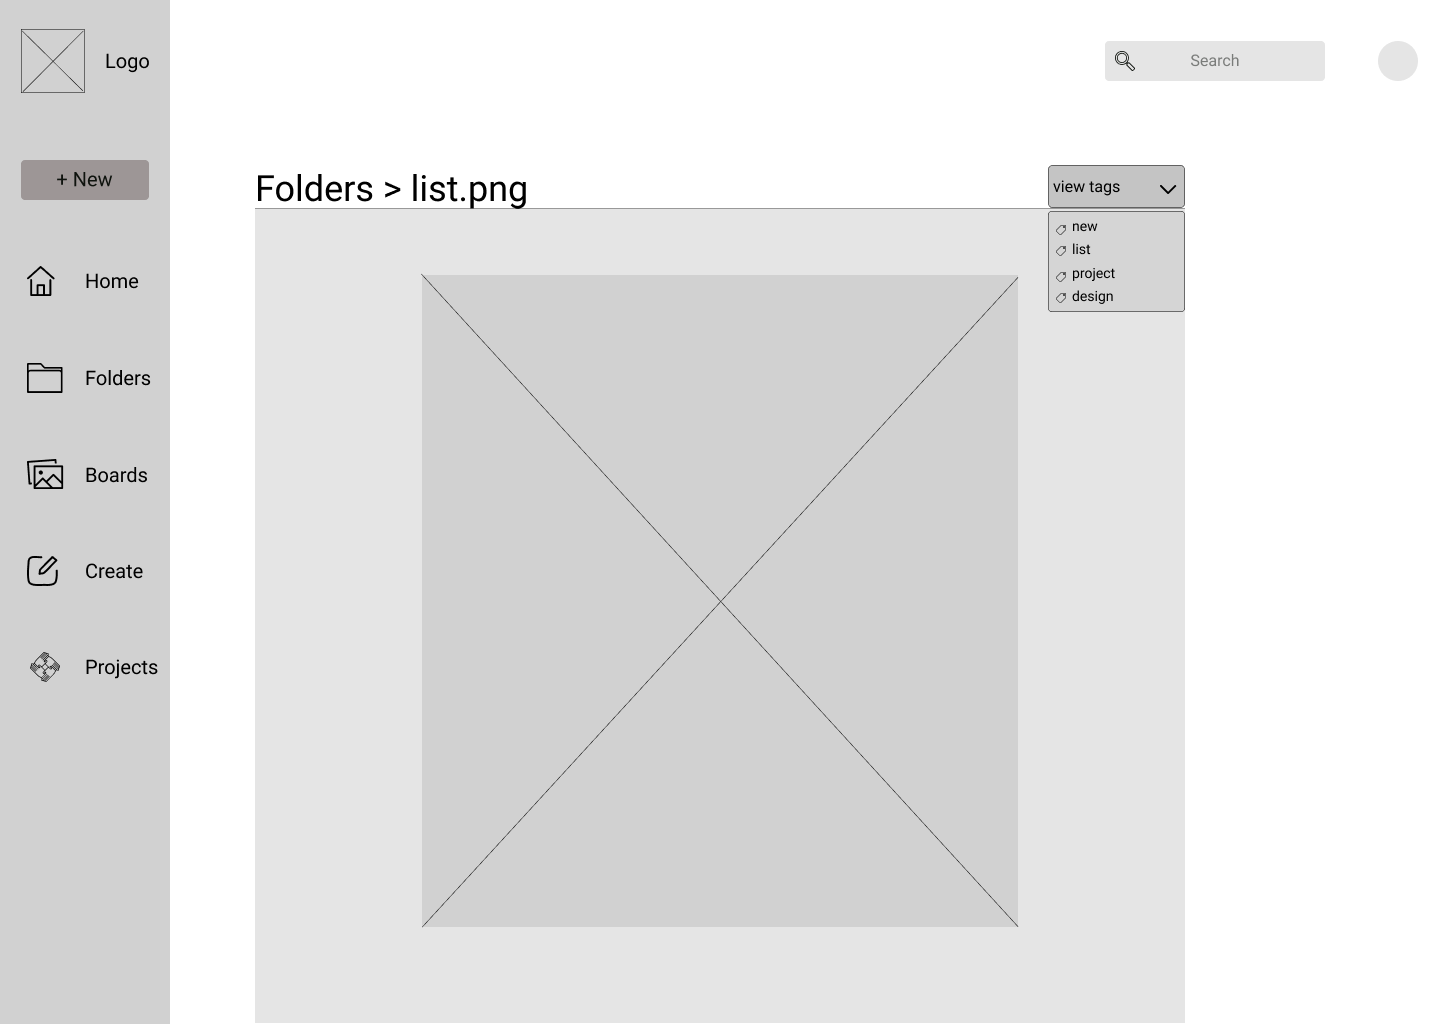 Logo
Search
+ New
Folders > list.png
view tags
new
list
project
design
Home
Folders
Boards
Create
Projects